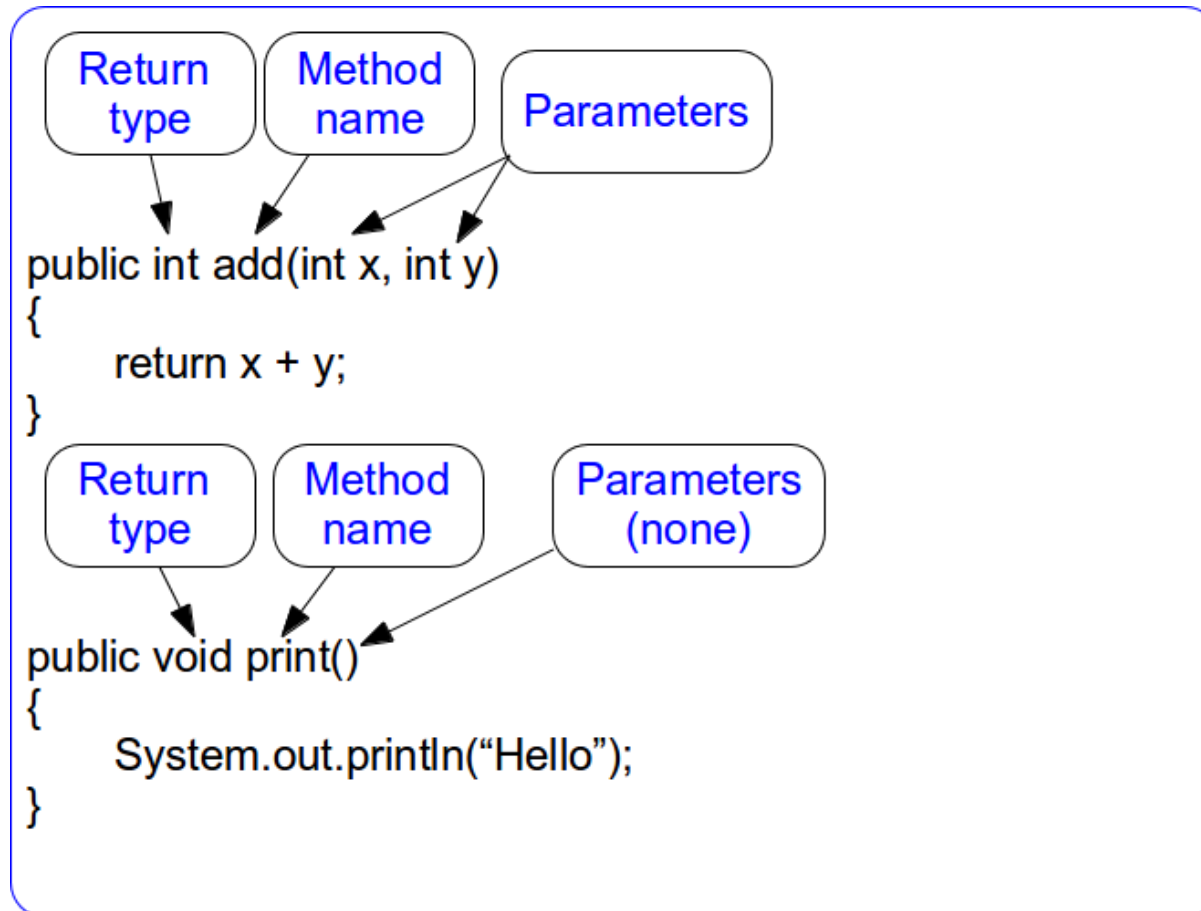 Return type
Method name
Parameters
public int add(int x, int y)
{
return x + y;
}
Return type
Method name
Parameters (none)
public void print()
{
System.out.println(“Hello”);
}